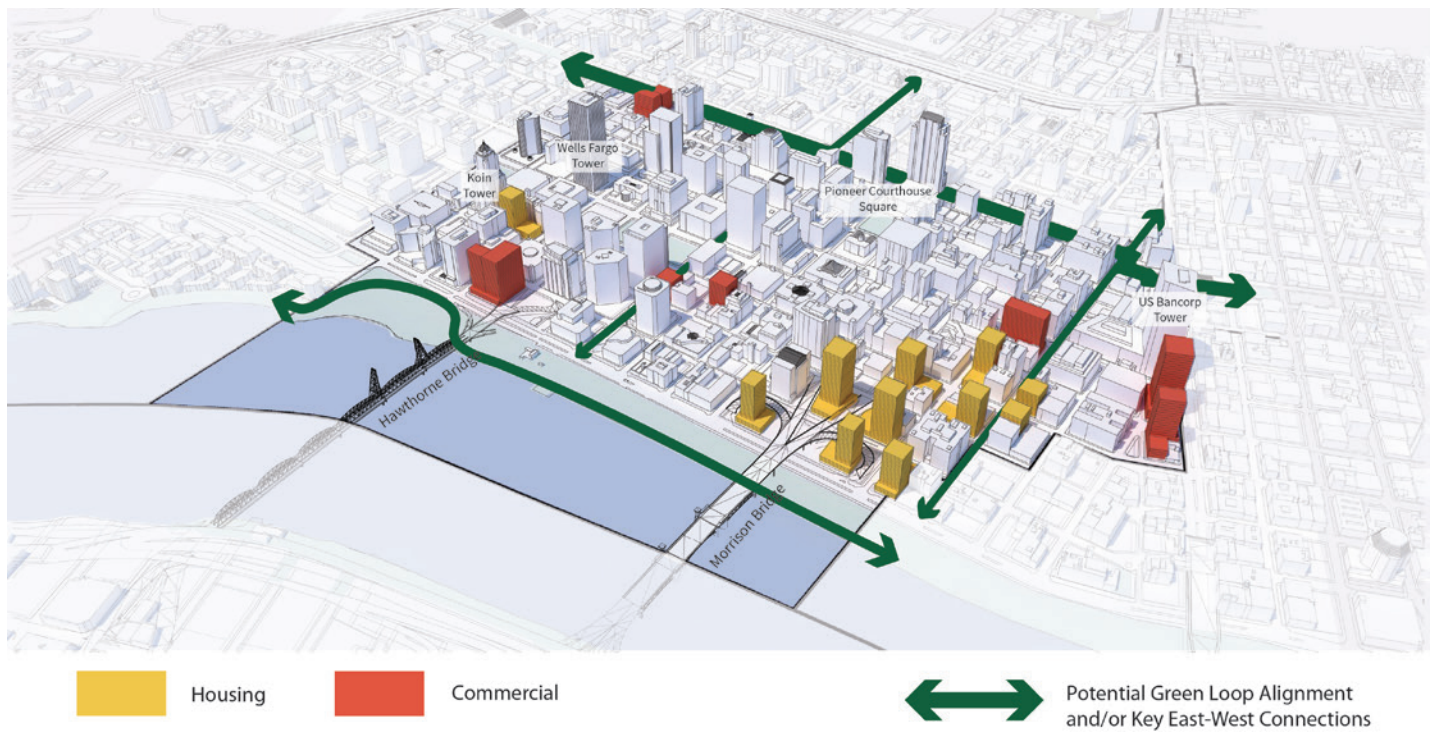 Wells Fargo
Tower
Koin
Tower
Pioneer Courthouse
Square
US Bancorp
Tower
Hawthorne Bridge
Morrison Bridge
Housing
Commercial
Potential Green Loop Alignment
and/or Key East-West Connections